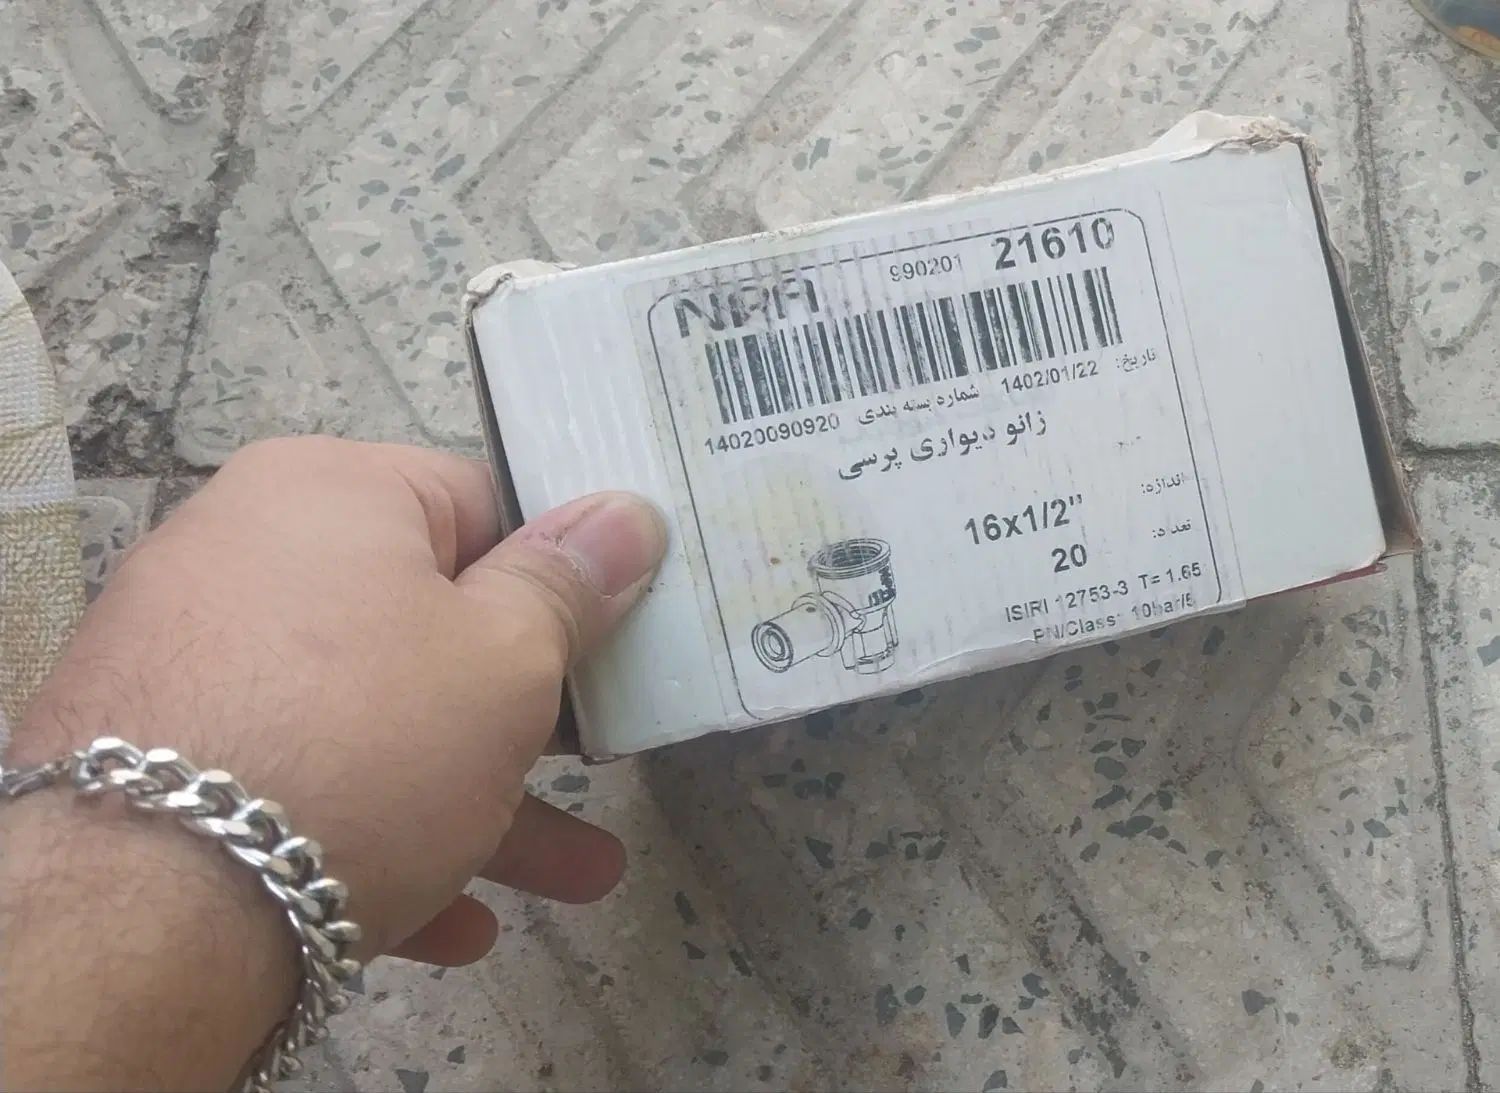 990201 21610
تاریخ: 1402/01/22 شماره بسته بندی 14020090920
زانو دیواری پرسی
اندازه: 16x1/2"
تعداد: 20
ISIRI 12753-3 T= 1.65
PN/Class: 10bar/5